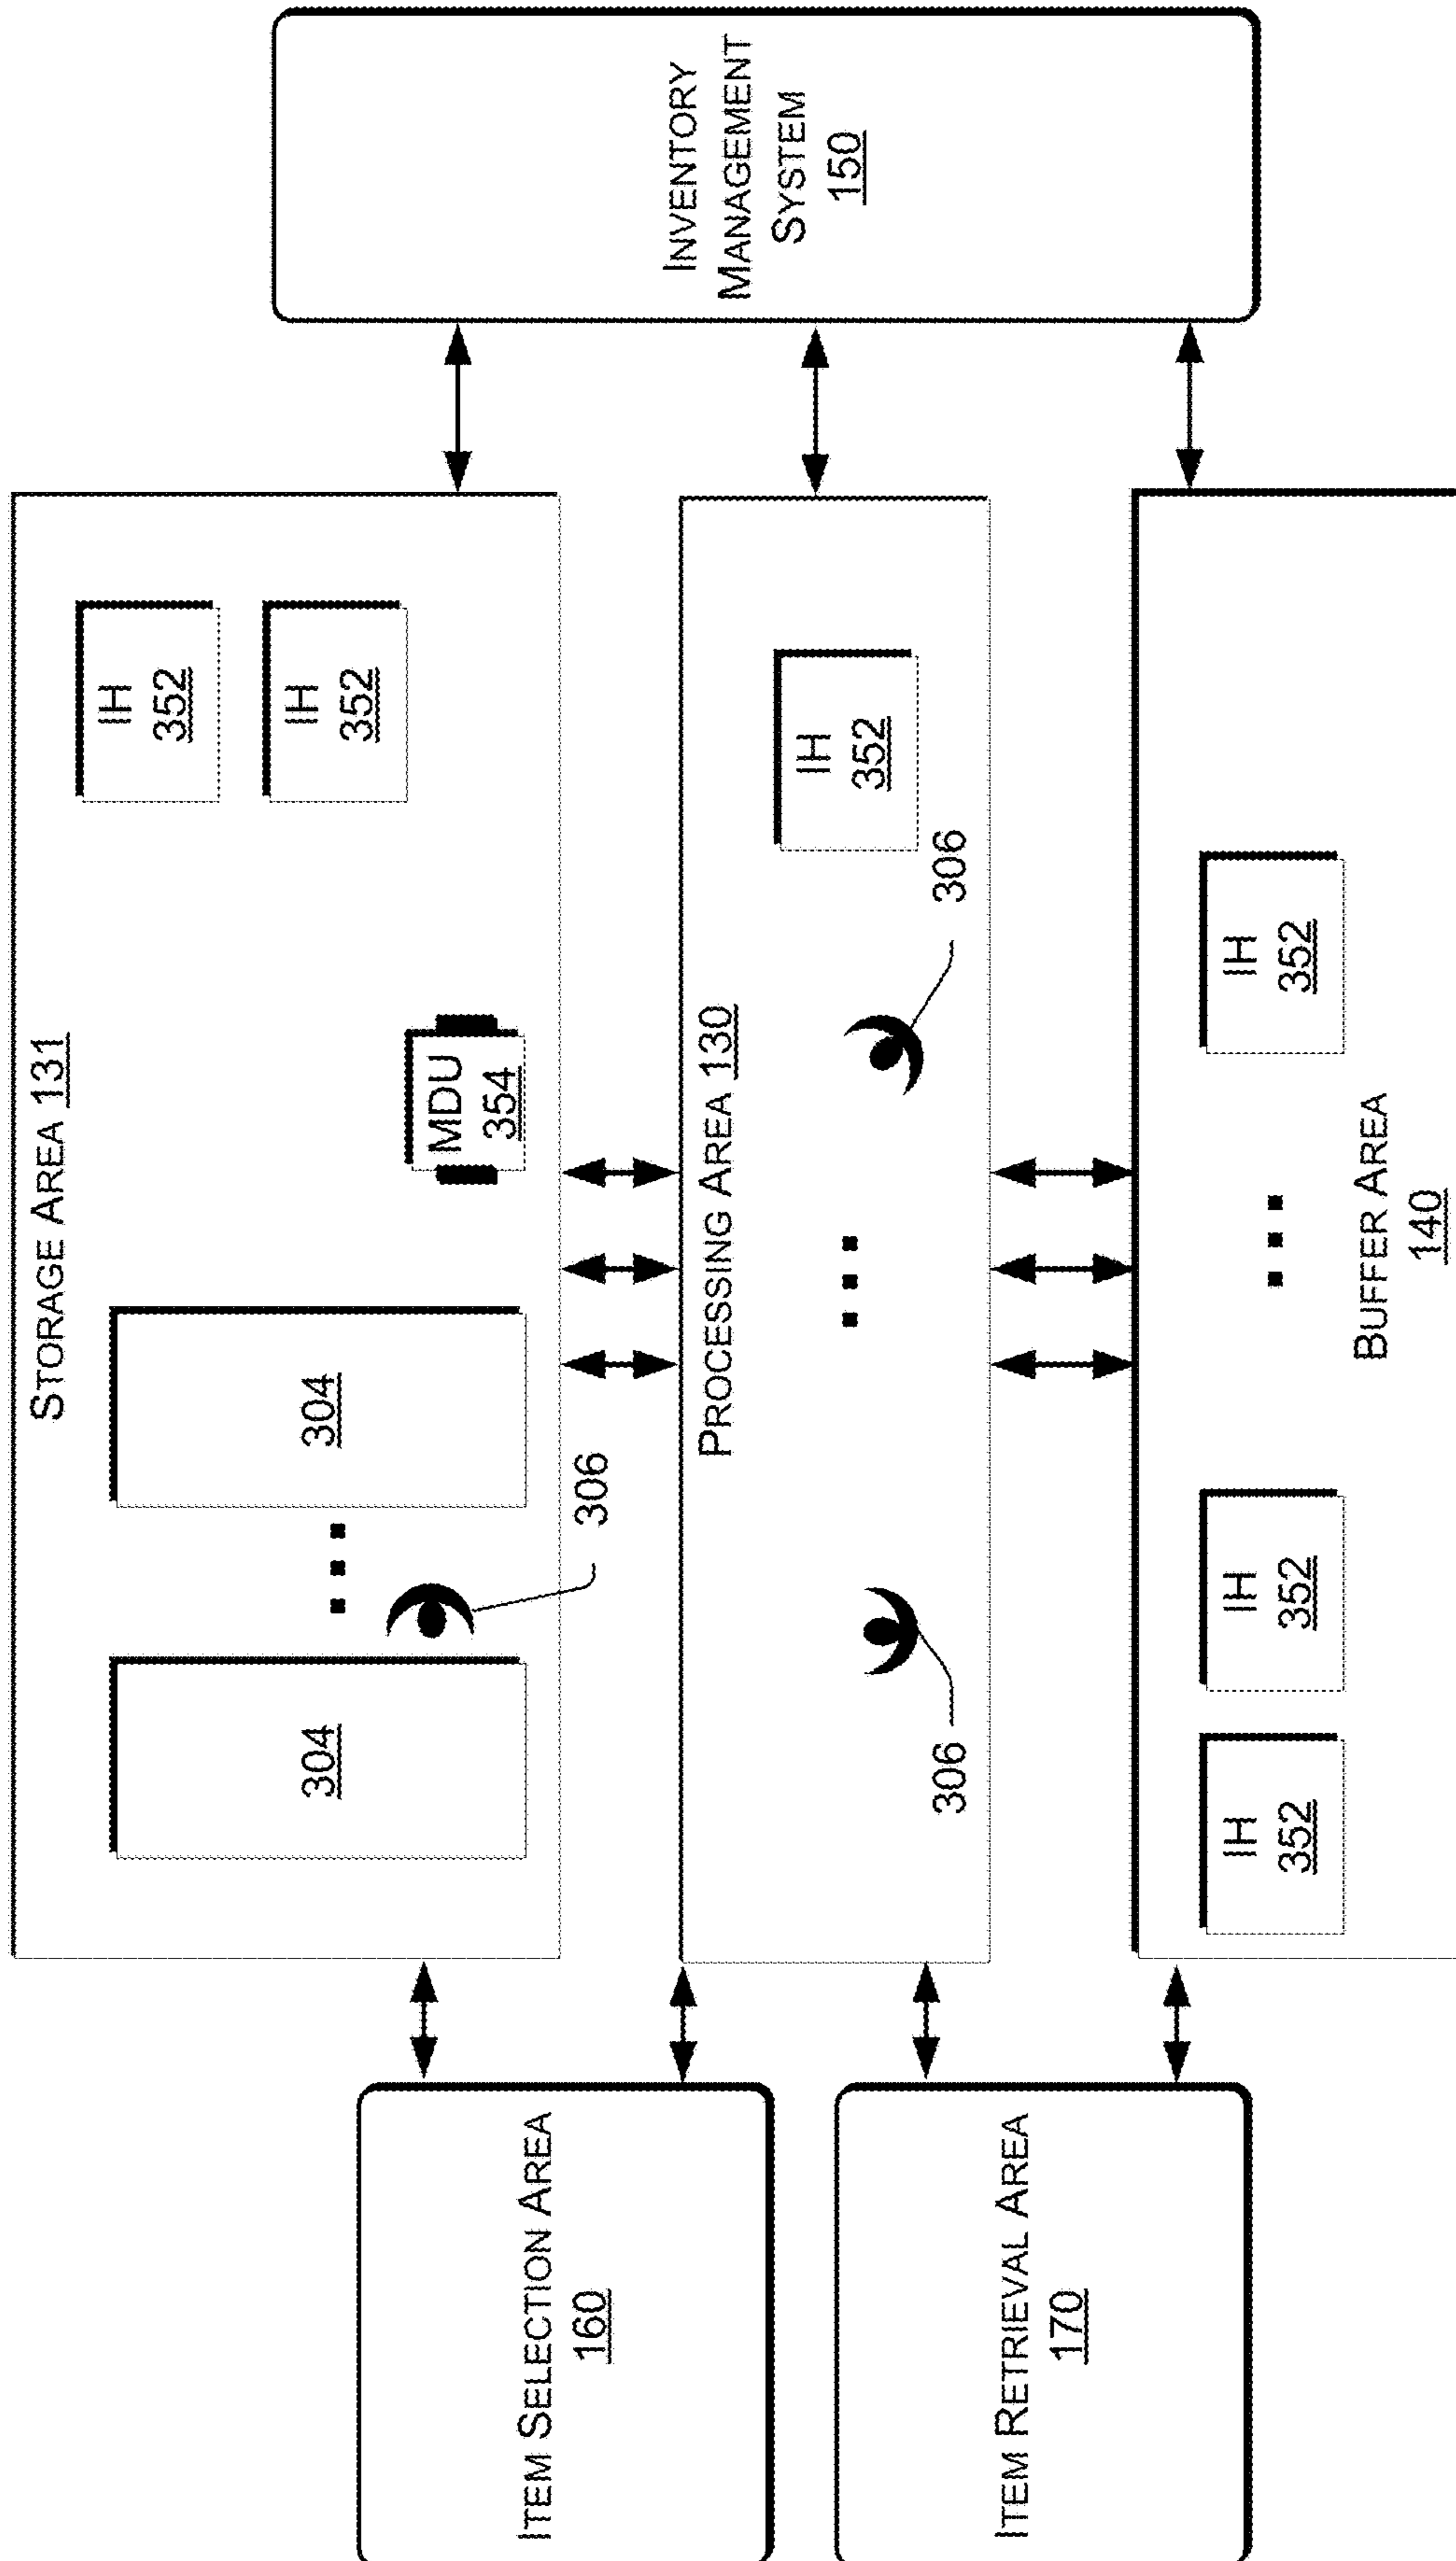 STORAGE AREA 131
IH
352
IH
352
304
304
306
MDU
354
PROCESSING AREA 130
IH
352
306
306
IH
352
IH
352
IH
352
BUFFER AREA
140
ITEM SELECTION AREA
160
ITEM RETRIEVAL AREA
170
INVENTORY
MANAGEMENT
SYSTEM
150